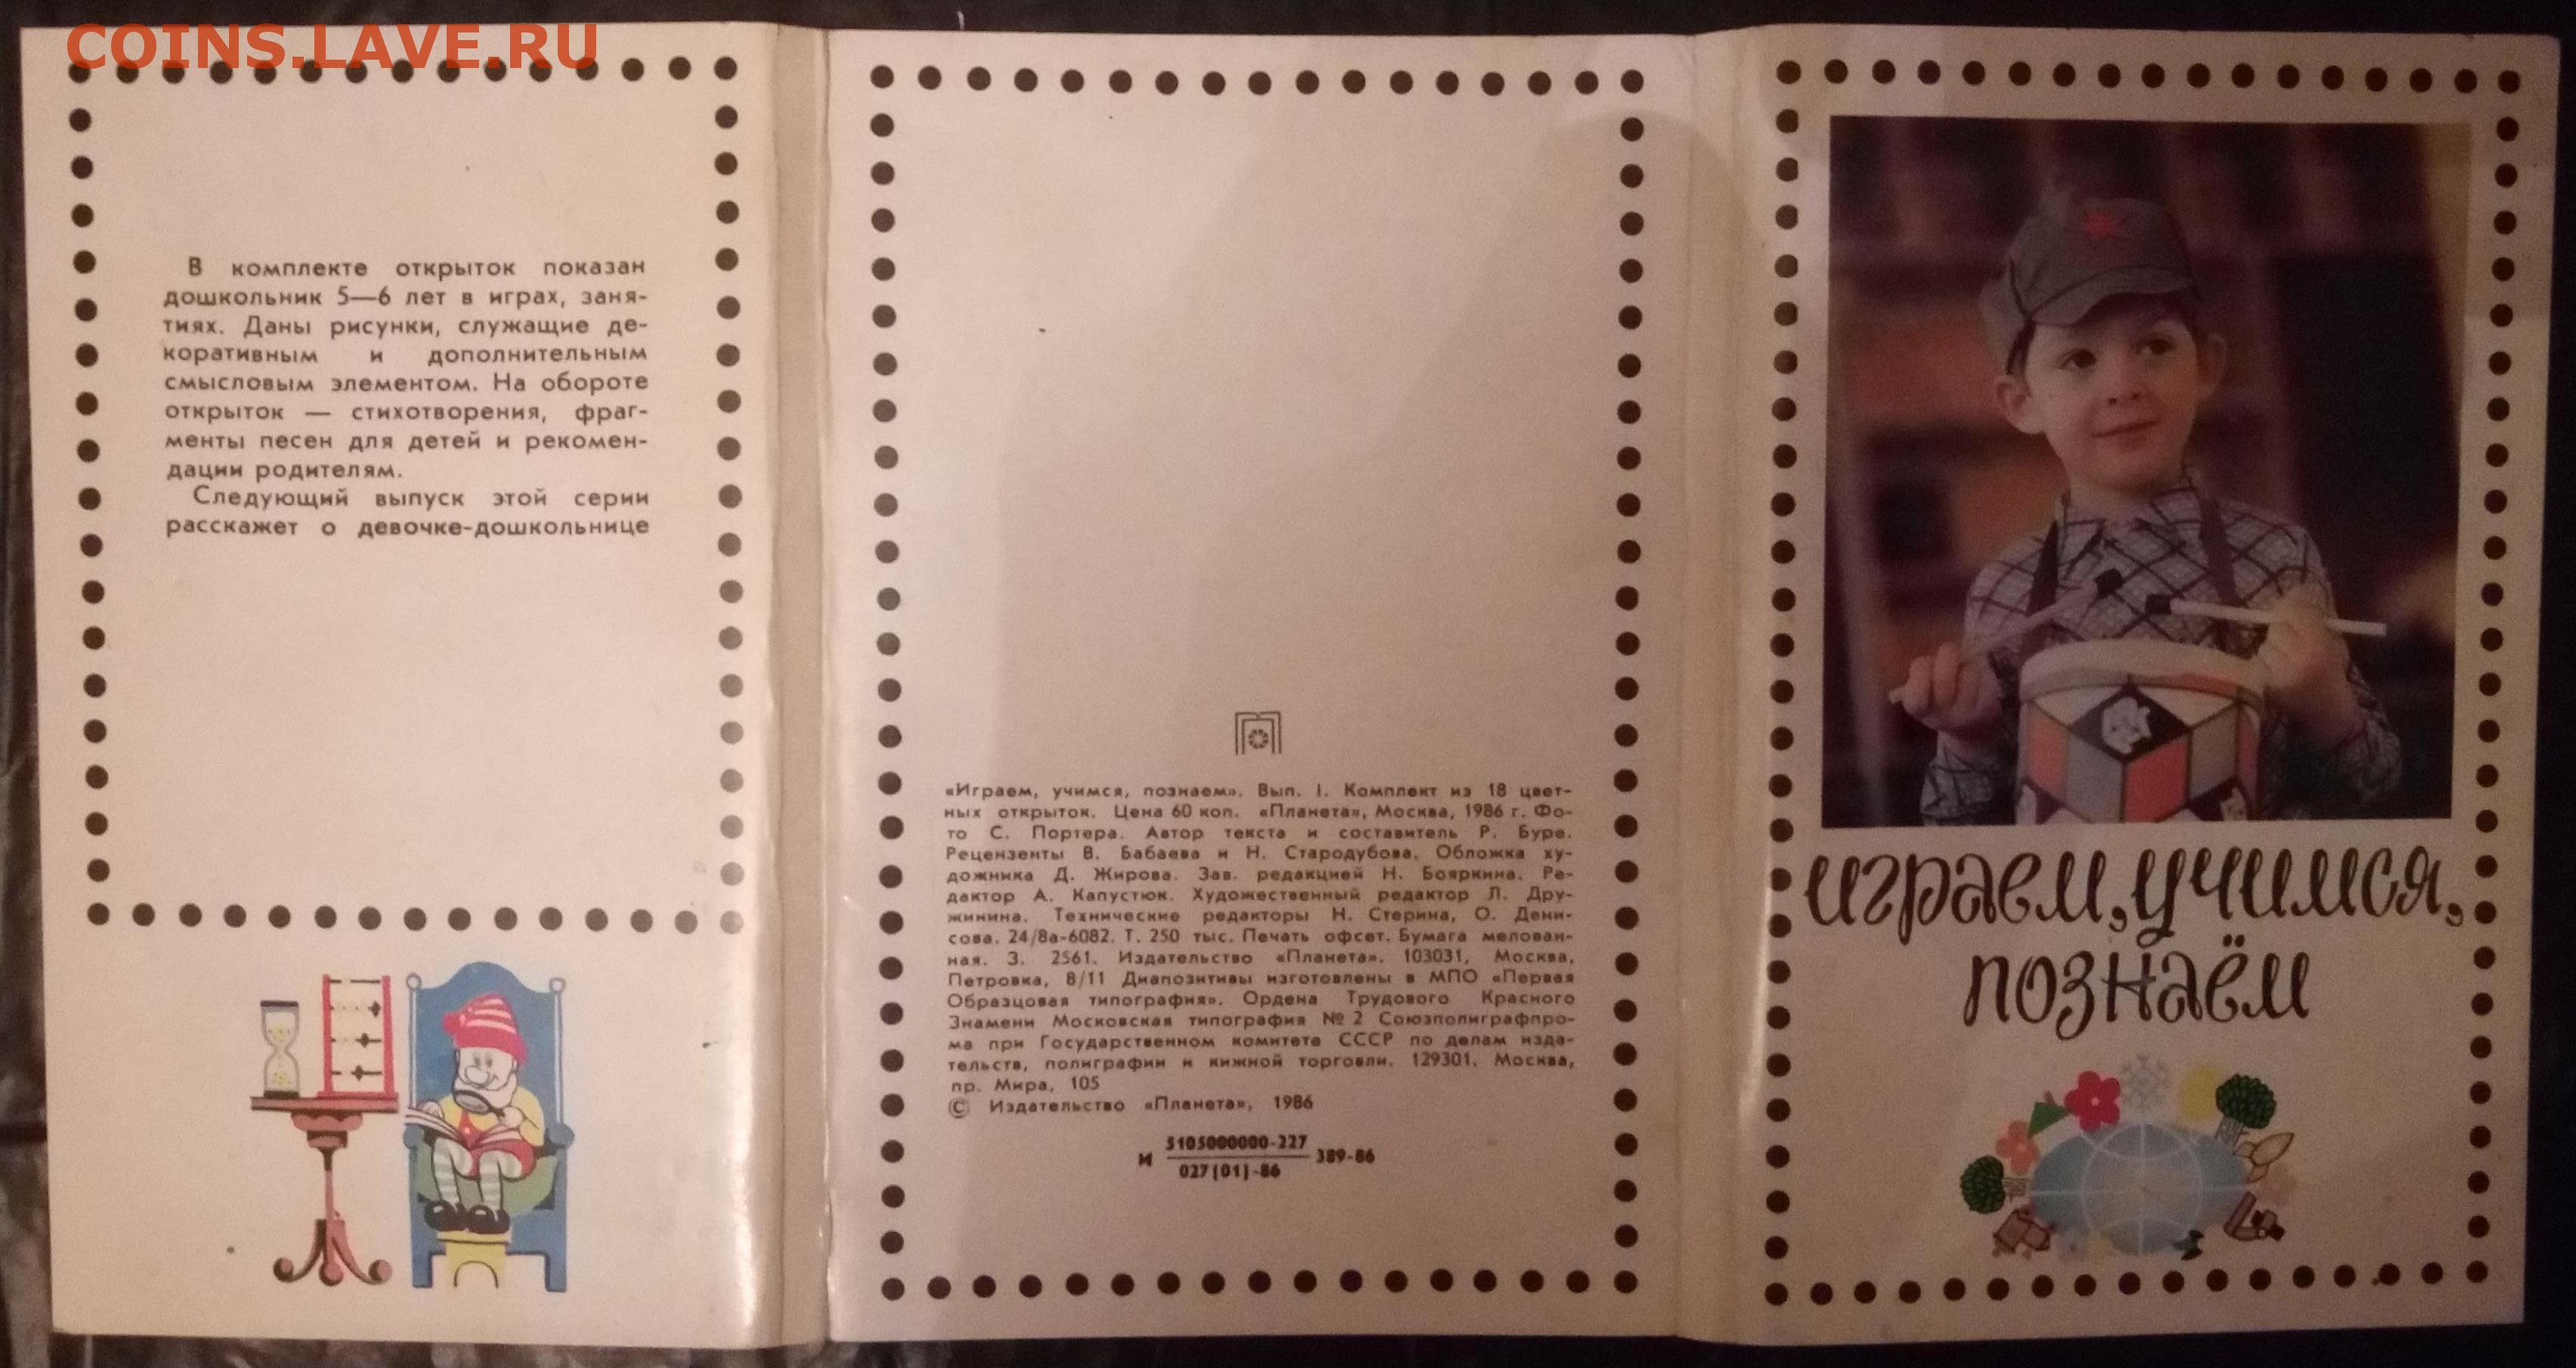 COINS.LAVE.RU
В комплекте открыток показан
дошкольник 5—6 лет в играх, заня-
тиях. Даны рисунки, служащие де-
коративным и дополнительным
смысловым элементом. На обороте
открыток — стихотворения, фраг-
менты песен для детей и рекомен-
дации родителям.
Следующий выпуск этой серии
расскажет о девочке-дошкольнице
«Играем, учимся, познаем». Вып. I. Комплект из 18 цвет-
ных открыток. Цена 60 коп. «Планета», Москва, 1986 г. Фо-
то С. Портера. Автор текста и составитель Р. Буре.
Рецензенты В. Бабаева и Н. Стародубова. Обложка ху-
дожника Д. Жирова. Зав. редакцией Н. Бояркина. Ре-
дактор А. Капустюк. Художественный редактор Л. Дру-
жинина. Технические редакторы Н. Стерина, О. Дени-
сова. 24/8а-6082. Т. 250 тыс. Печать офсет. Бумага мелован-
ная. З. 2561. Издательство «Планета». 103031, Москва,
Петровка, 8/11 Диапозитивы изготовлены в МПО «Первая
Образцовая типография». Ордена Трудового Красного
Знамени Московская типография № 2 Союзполиграфпро-
ма при Государственном комитете СССР по делам изда-
тельств, полиграфии и кижной торговли. 129301, Москва,
пр. Мира, 105
© Издательство «Планета», 1986
И 5105000000-227 389-86
027(01)-86
играем, учимся,
познаём